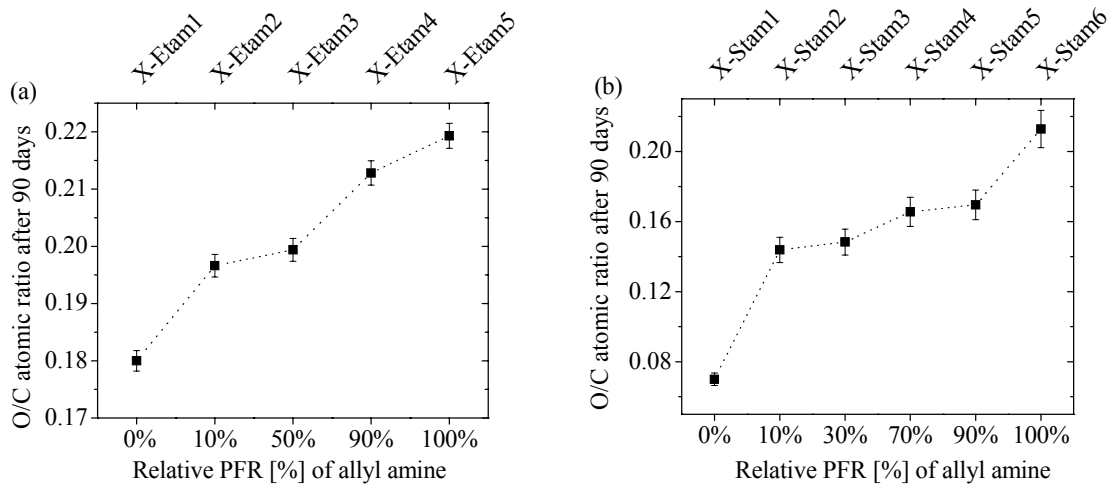 (a)
X-Etam1
X-Etam2
X-Etam3
X-Etam4
X-Etam5
O/C atomic ratio after 90 days
0.22
0.21
0.20
0.19
0.18
0.17
0% 10% 50% 90% 100%
Relative PFR [%] of allyl amine
(b)
X-Stam1
X-Stam2
X-Stam3
X-Stam4
X-Stam5
X-Stam6
O/C atomic ratio after 90 days
0.20
0.16
0.12
0.08
0% 10% 30% 70% 90% 100%
Relative PFR [%] of allyl amine